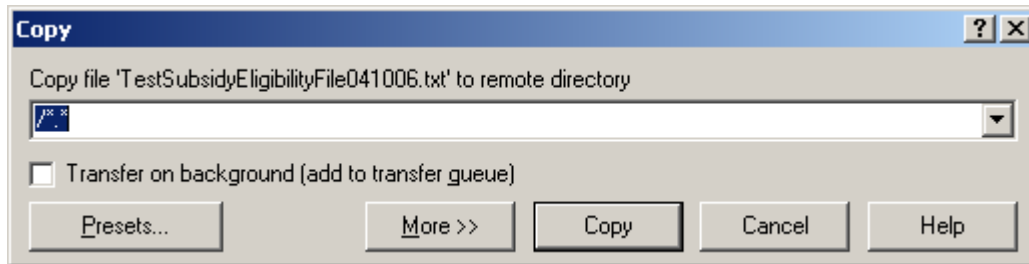 Copy
Copy file 'TestSubsidyEligibilityFile041006.txt' to remote directory
/*.*
Transfer on background (add to transfer queue)
Presets... More >> Copy Cancel Help